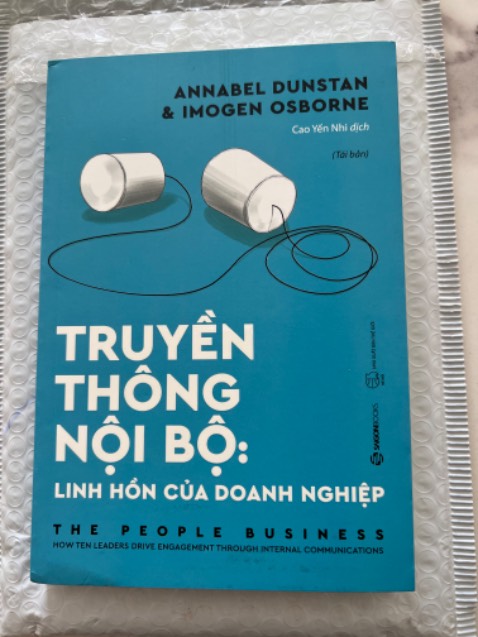 ANNABEL DUNSTAN
& IMOGEN OSBORNE
Cao Yến Nhi dịch
(Tái bản)
TRUYỀN
THÔNG
NỘI BỘ:
LINH HỒN CỦA DOANH NGHIỆP
SAIGONBOOKS
THE PEOPLE BUSINESS
HOW TEN LEADERS DRIVE ENGAGEMENT THROUGH INTERNAL COMMUNICATIONS